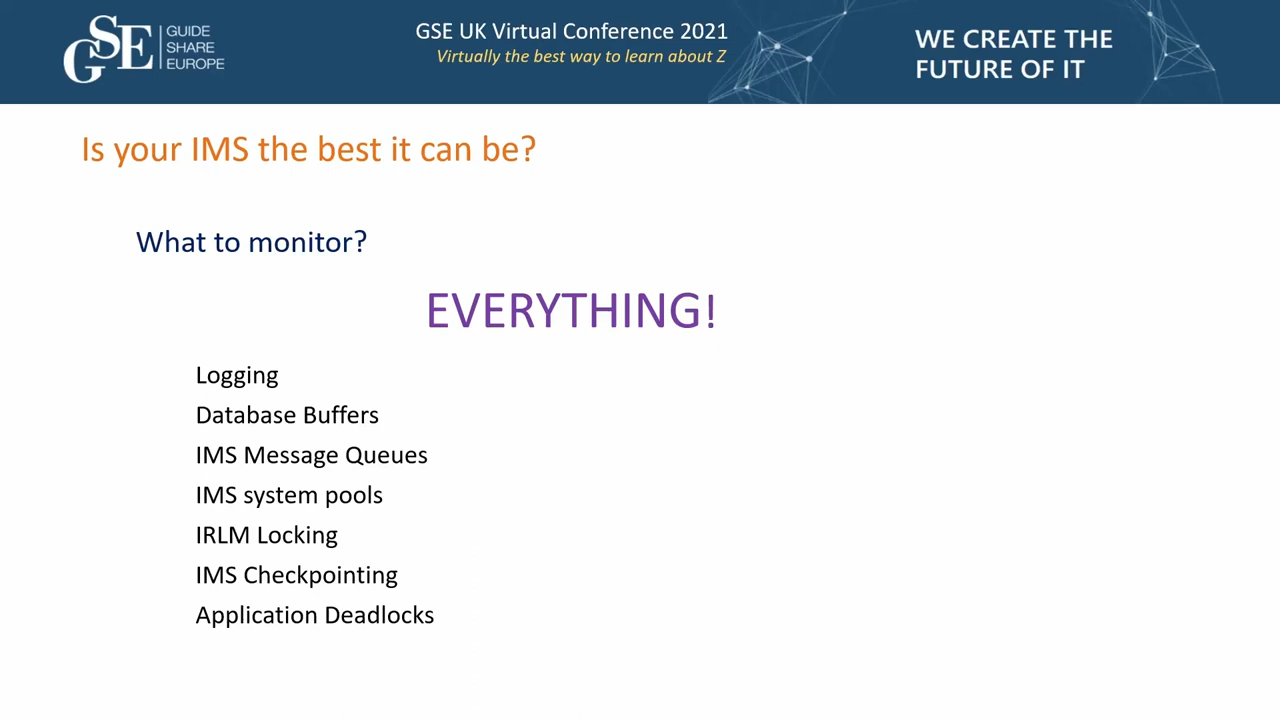 GSE
GUIDE
SHARE
EUROPE
GSE UK Virtual Conference 2021
Virtually the best way to learn about Z
WE CREATE THE
FUTURE OF IT
Is your IMS the best it can be?
What to monitor?
EVERYTHING!
Logging
Database Buffers
IMS Message Queues
IMS system pools
IRLM Locking
IMS Checkpointing
Application Deadlocks